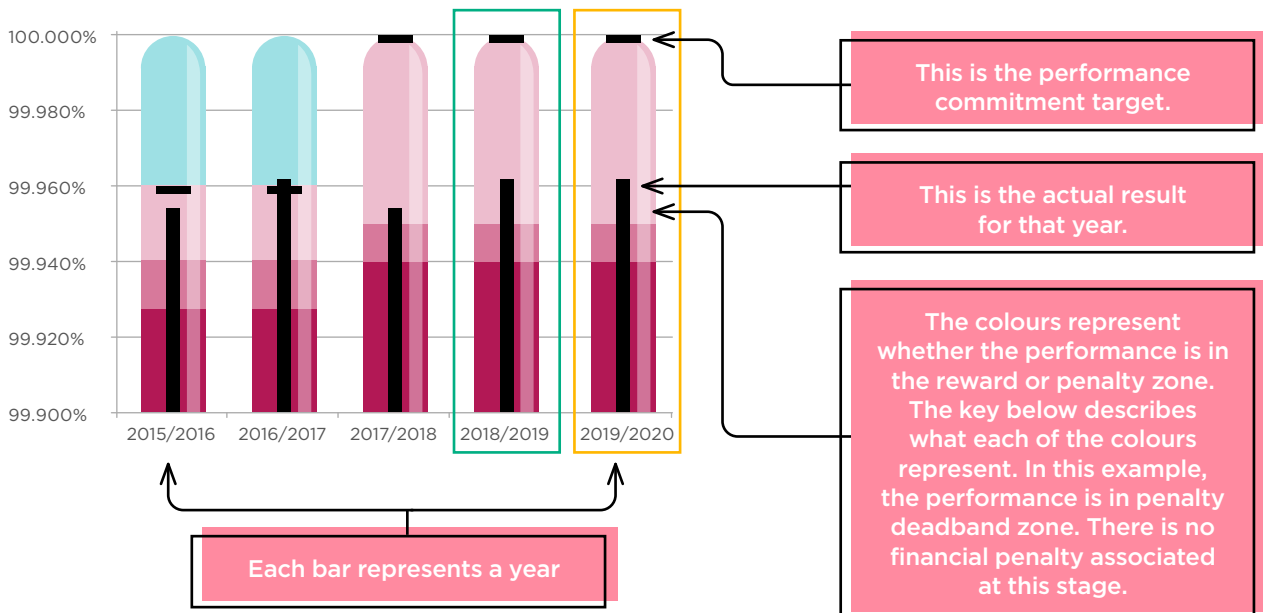 100.000%
99.980%
99.960%
99.940%
99.920%
99.900%
2015/2016
2016/2017
2017/2018
2018/2019
2019/2020
Each bar represents a year
This is the performance
commitment target.
This is the actual result
for that year.
The colours represent
whether the performance is in
the reward or penalty zone.
The key below describes
what each of the colours
represent. In this example,
the performance is in penalty
deadband zone. There is no
financial penalty associated
at this stage.